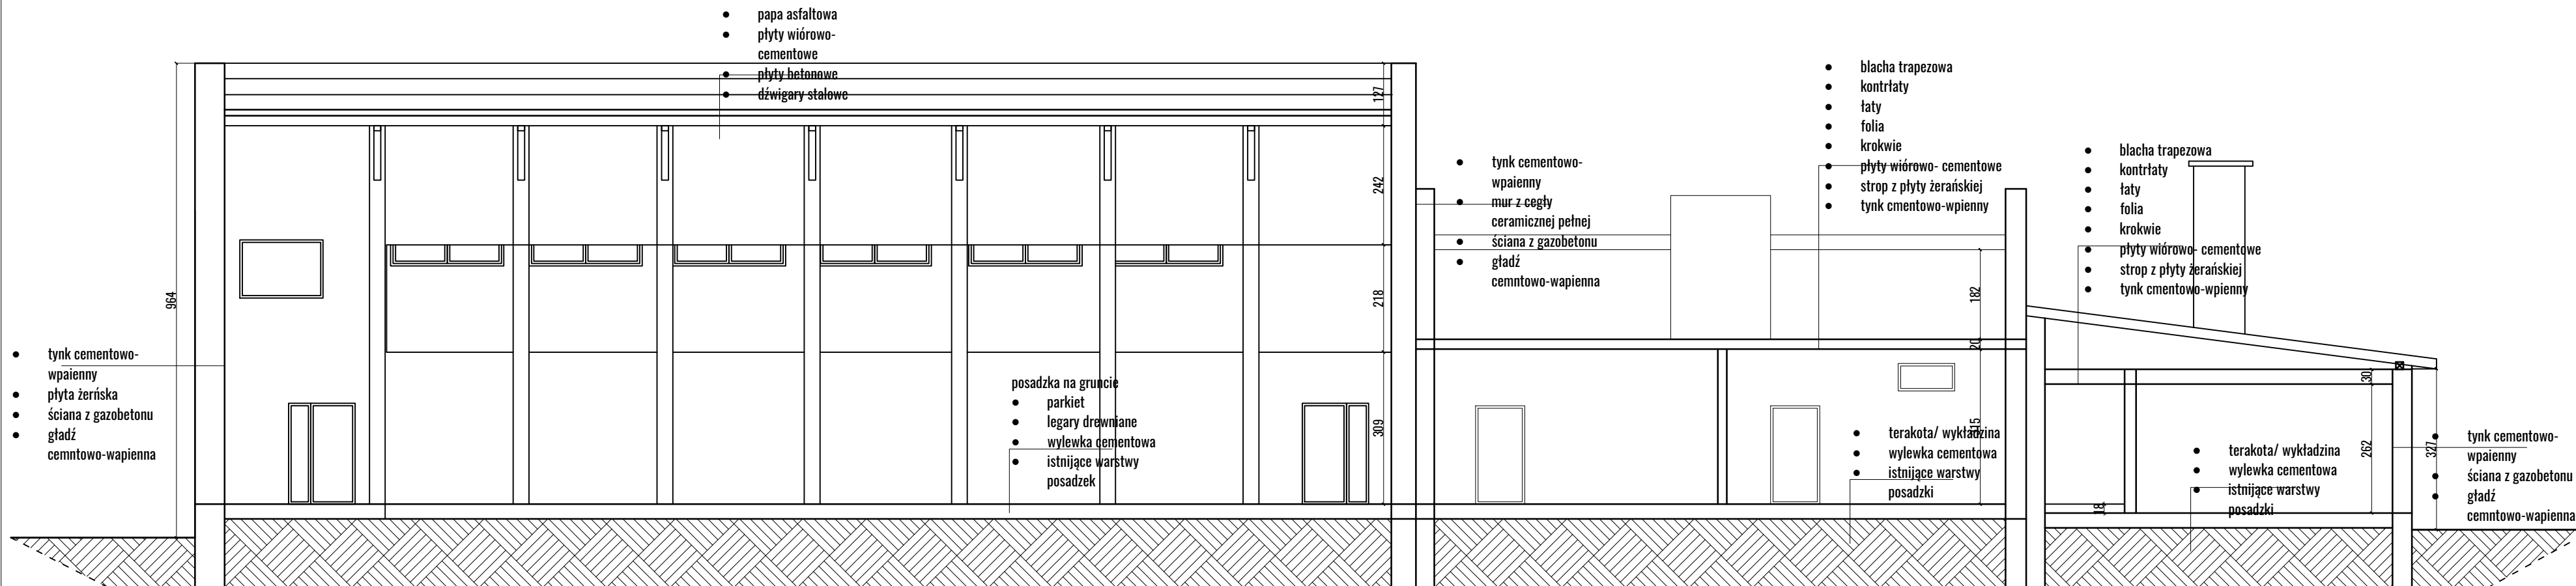 papa asfaltowa
płyty wiórowo-
cementowe
płyty betonowe
dźwigary stalowe
964
tynk cementowo-
wpaienny
płyta żerńska
ściana z gazobetonu
gładź
cemntowo-wapienna
127
242
218
309
posadzka na gruncie
parkiet
legary drewniane
wylewka cementowa
istnijące warstwy
posadzek
tynk cementowo-
wpaienny
mur z cegły
ceramicznej pełnej
ściana z gazobetonu
gładź
cemntowo-wapienna
blacha trapezowa
kontrłaty
łaty
folia
krokwie
płyty wiórowo- cementowe
strop z płyty żerańskiej
tynk cmentowo-wpienny
182
20
315
terakota/ wykładzina
wylewka cementowa
istnijące warstwy
posadzki
blacha trapezowa
kontrłaty
łaty
folia
krokwie
płyty wiórowo- cementowe
strop z płyty żerańskiej
tynk cmentowo-wpienny
30
262
18
327
terakota/ wykładzina
wylewka cementowa
istnijące warstwy
posadzki
tynk cementowo-
wpaienny
ściana z gazobetonu
gładź
cemntowo-wapienna